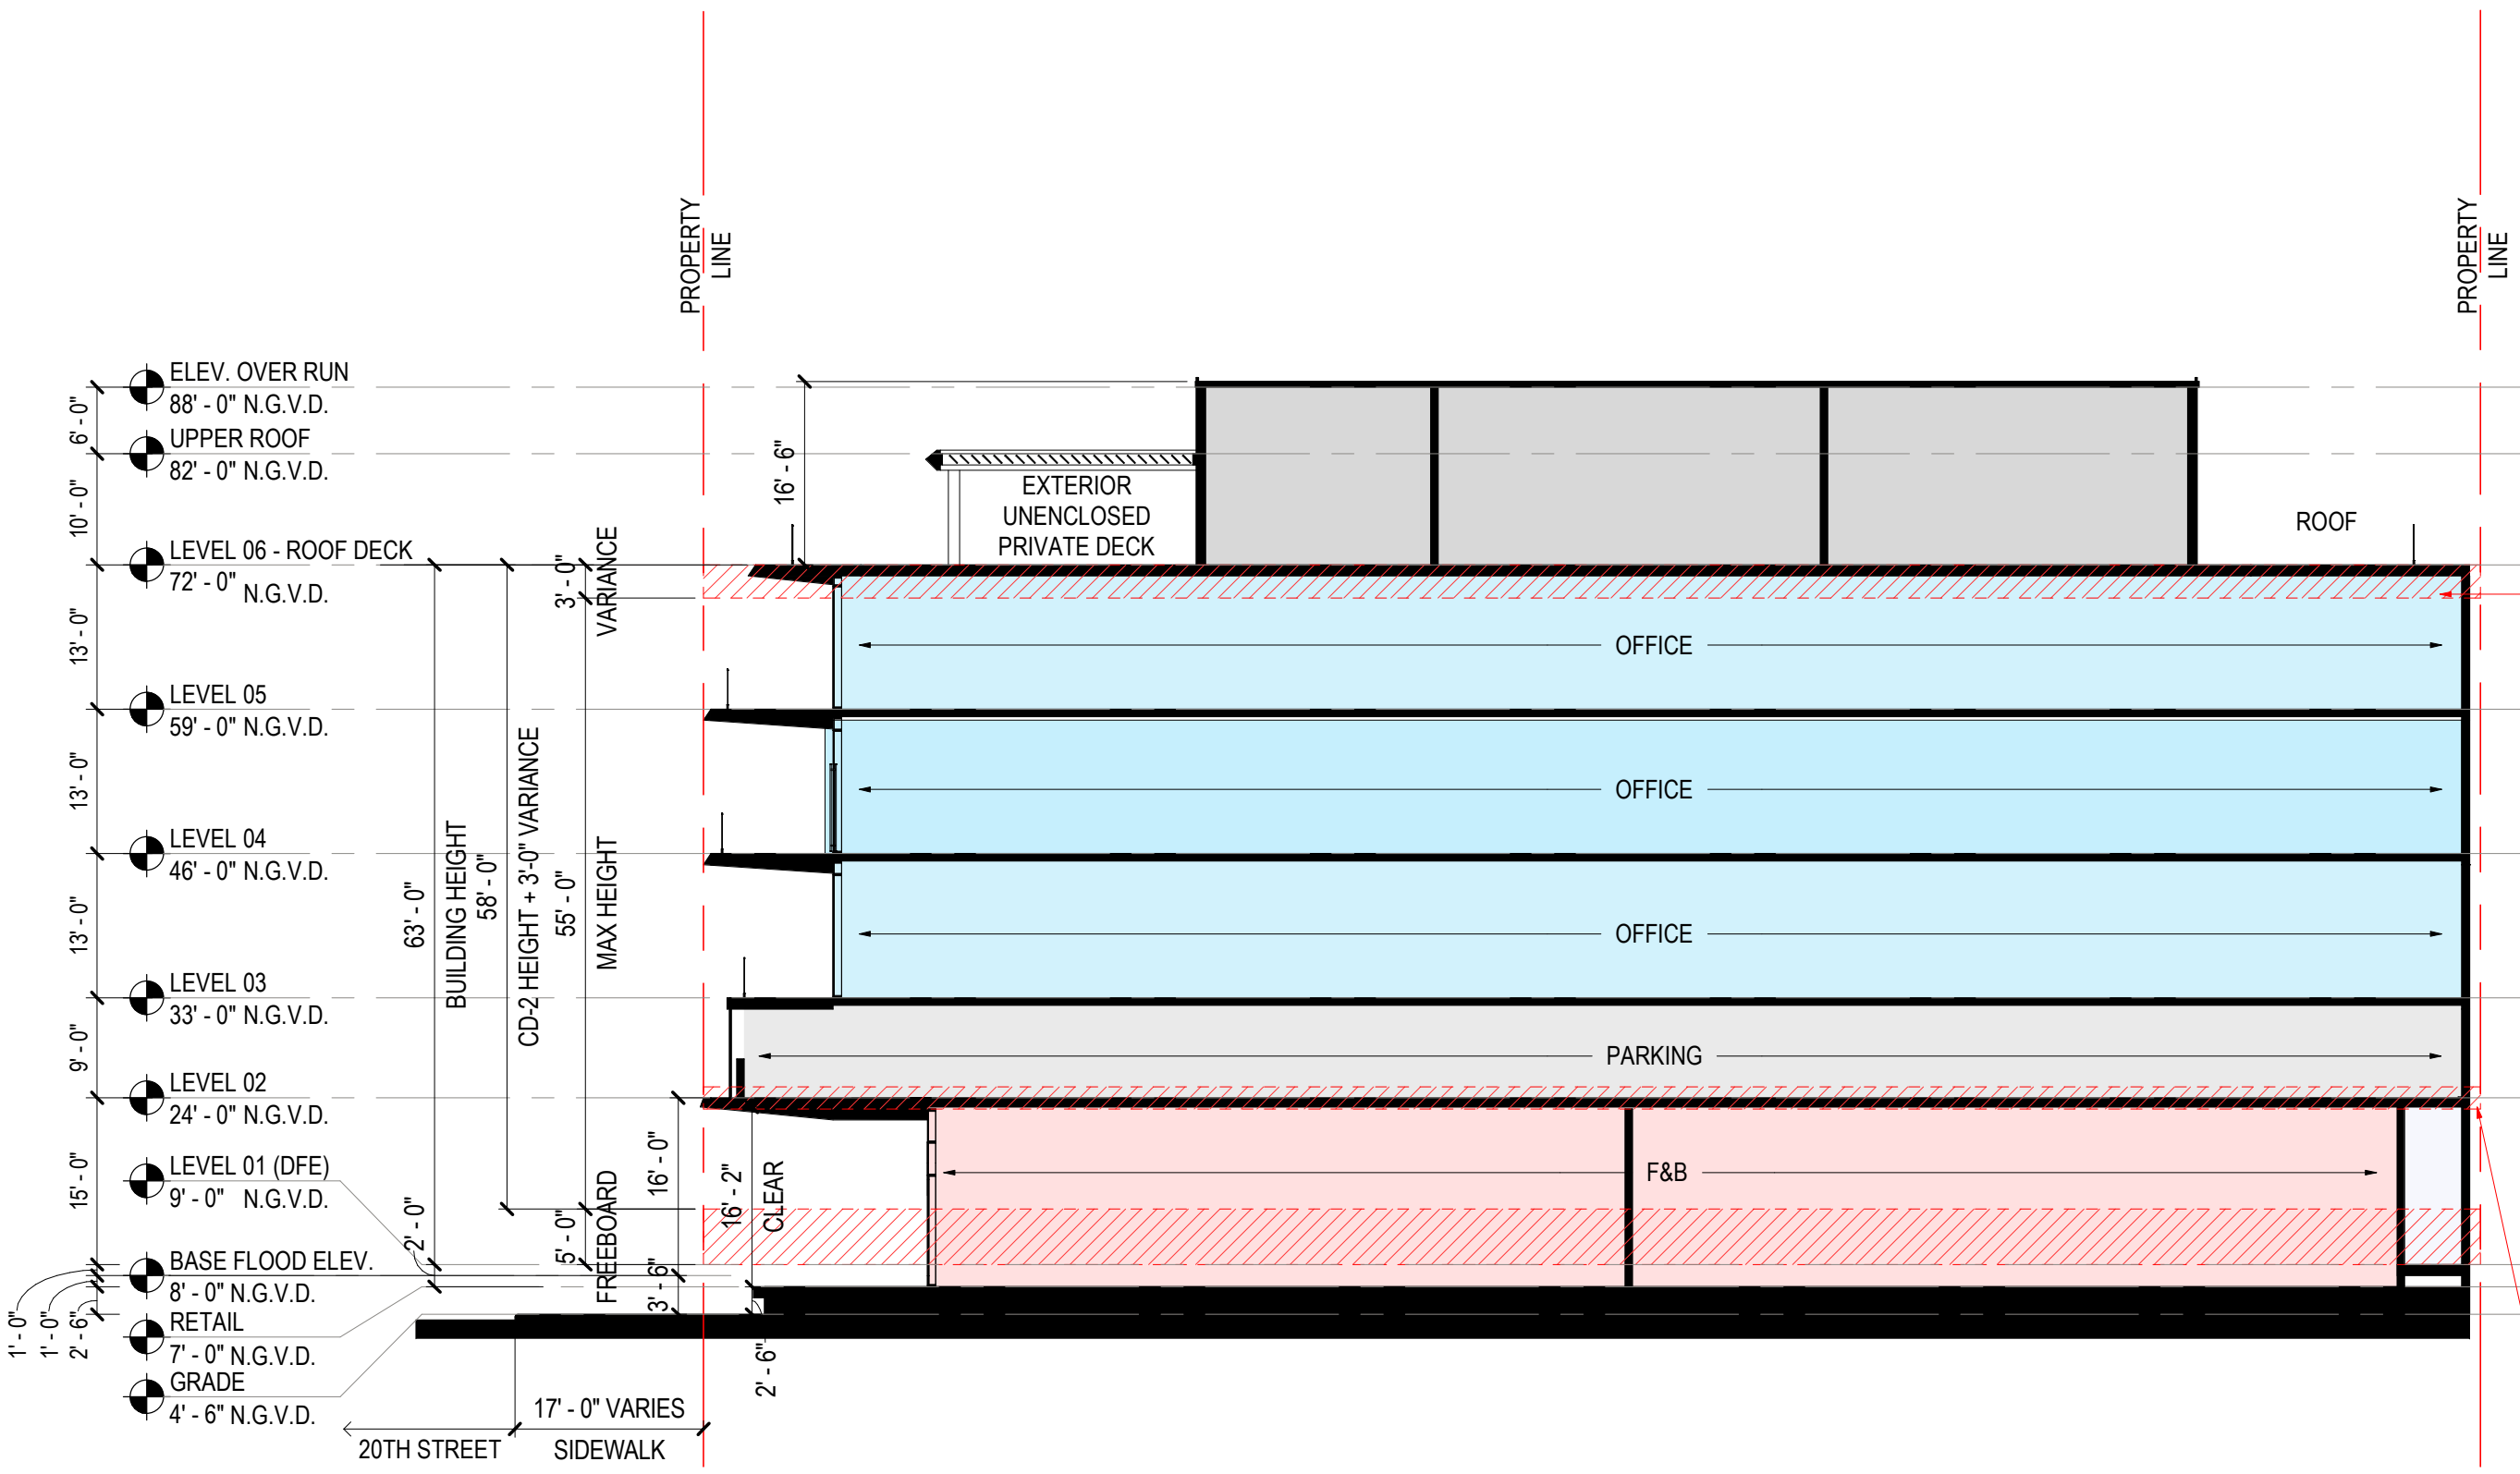 PROPERTY
LINE
PROPERTY
LINE
ELEV. OVER RUN
88' - 0" N.G.V.D.
6' - 0"
UPPER ROOF
82' - 0" N.G.V.D.
10' - 0"
16' - 6"
EXTERIOR
UNENCLOSED
PRIVATE DECK
ROOF
LEVEL 06 - ROOF DECK
72' - 0" N.G.V.D.
3' - 0"
VARIANCE
13' - 0"
OFFICE
LEVEL 05
59' - 0" N.G.V.D.
13' - 0"
OFFICE
LEVEL 04
46' - 0" N.G.V.D.
63' - 0"
BUILDING HEIGHT
58' - 0"
CD-2 HEIGHT + 3'-0" VARIANCE
55' - 0"
MAX HEIGHT
13' - 0"
OFFICE
LEVEL 03
33' - 0" N.G.V.D.
9' - 0"
PARKING
LEVEL 02
24' - 0" N.G.V.D.
15' - 0"
LEVEL 01 (DFE)
9' - 0" N.G.V.D.
2' - 0"
5' - 0"
FREEBOARD
16' - 0"
3' - 6"
16' - 2"
CLEAR
F&B
BASE FLOOD ELEV.
8' - 0" N.G.V.D.
1' - 0"
1' - 0"
2' - 6"
RETAIL
7' - 0" N.G.V.D.
GRADE
4' - 6" N.G.V.D.
2' - 6"
17' - 0" VARIES
20TH STREET
SIDEWALK